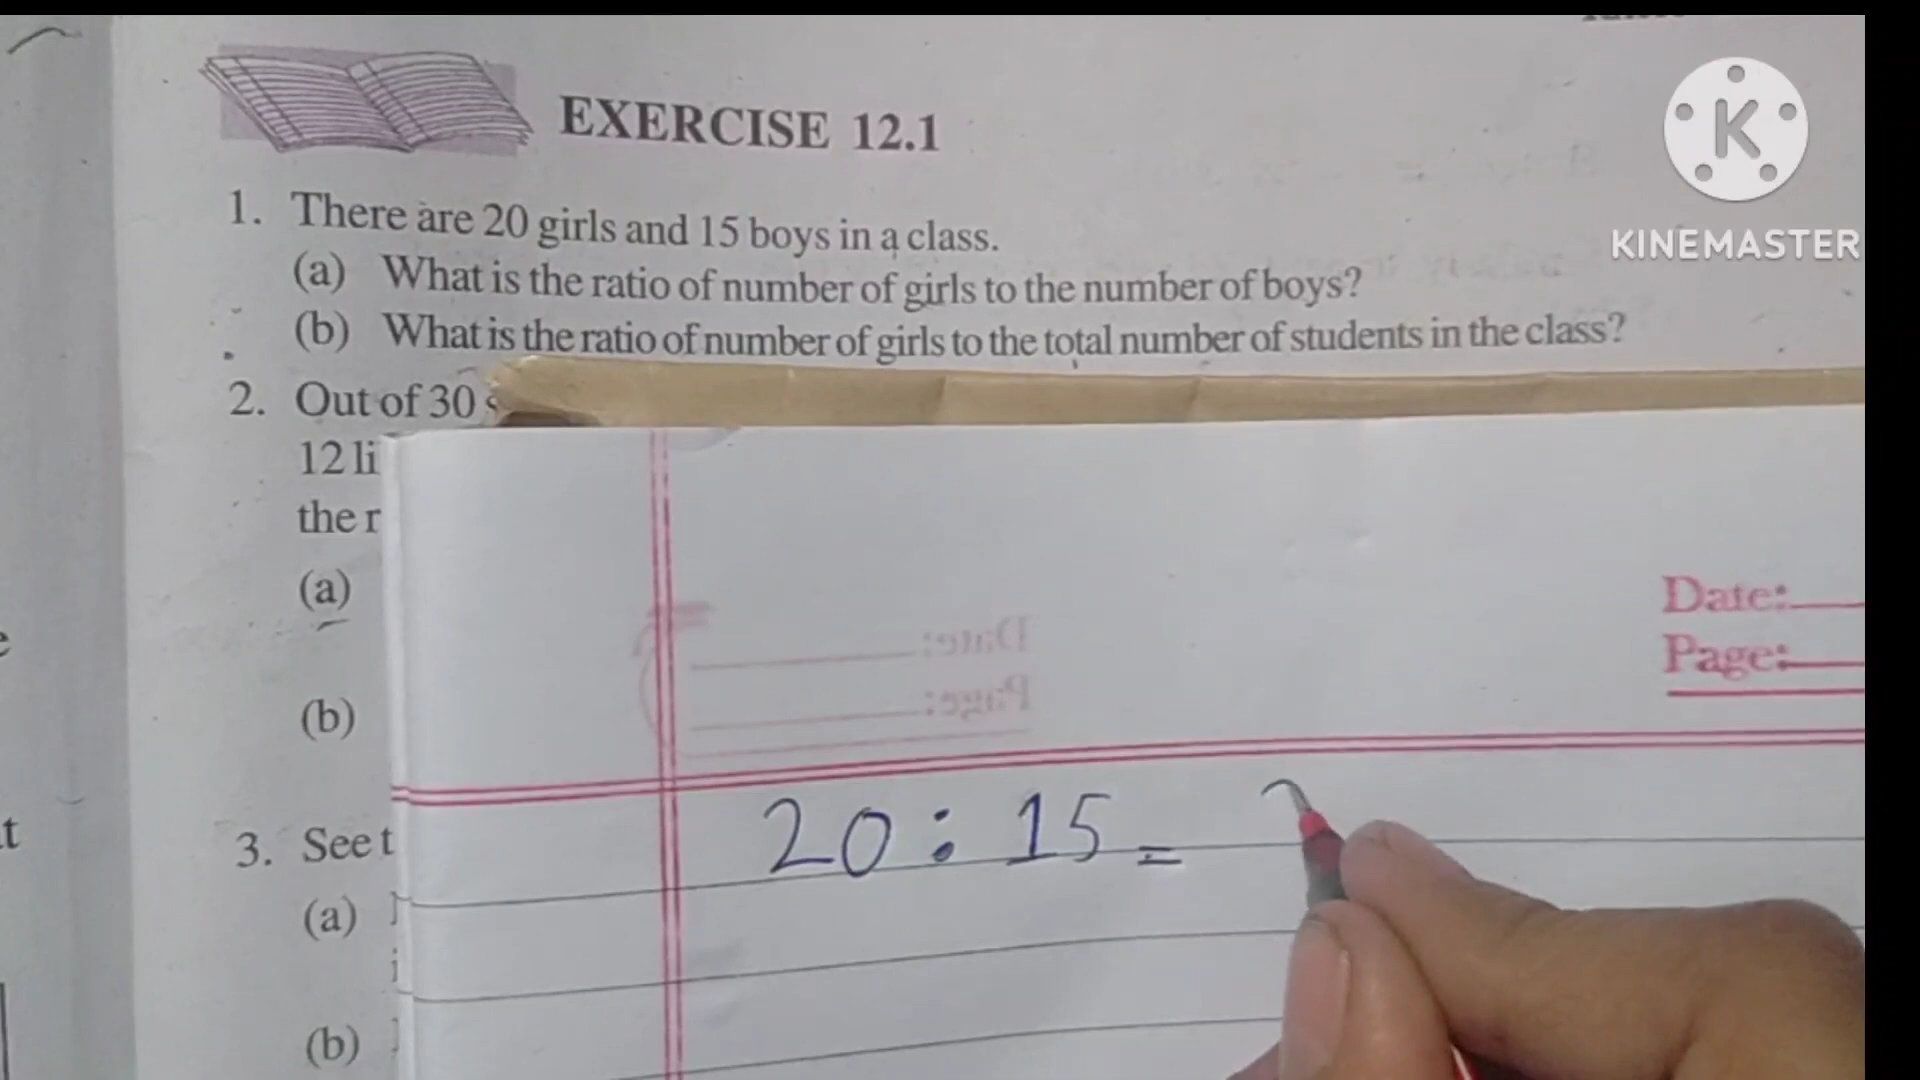 EXERCISE 12.1
KINEMASTER
1. There are 20 girls and 15 boys in a class.
(a) What is the ratio of number of girls to the number of boys?
(b) What is the ratio of number of girls to the total number of students in the class?
2. Out of 30
12 li
the r
(a)
(b)
Date:
Page:
20 : 15 =
3. See t
(a)
(b)